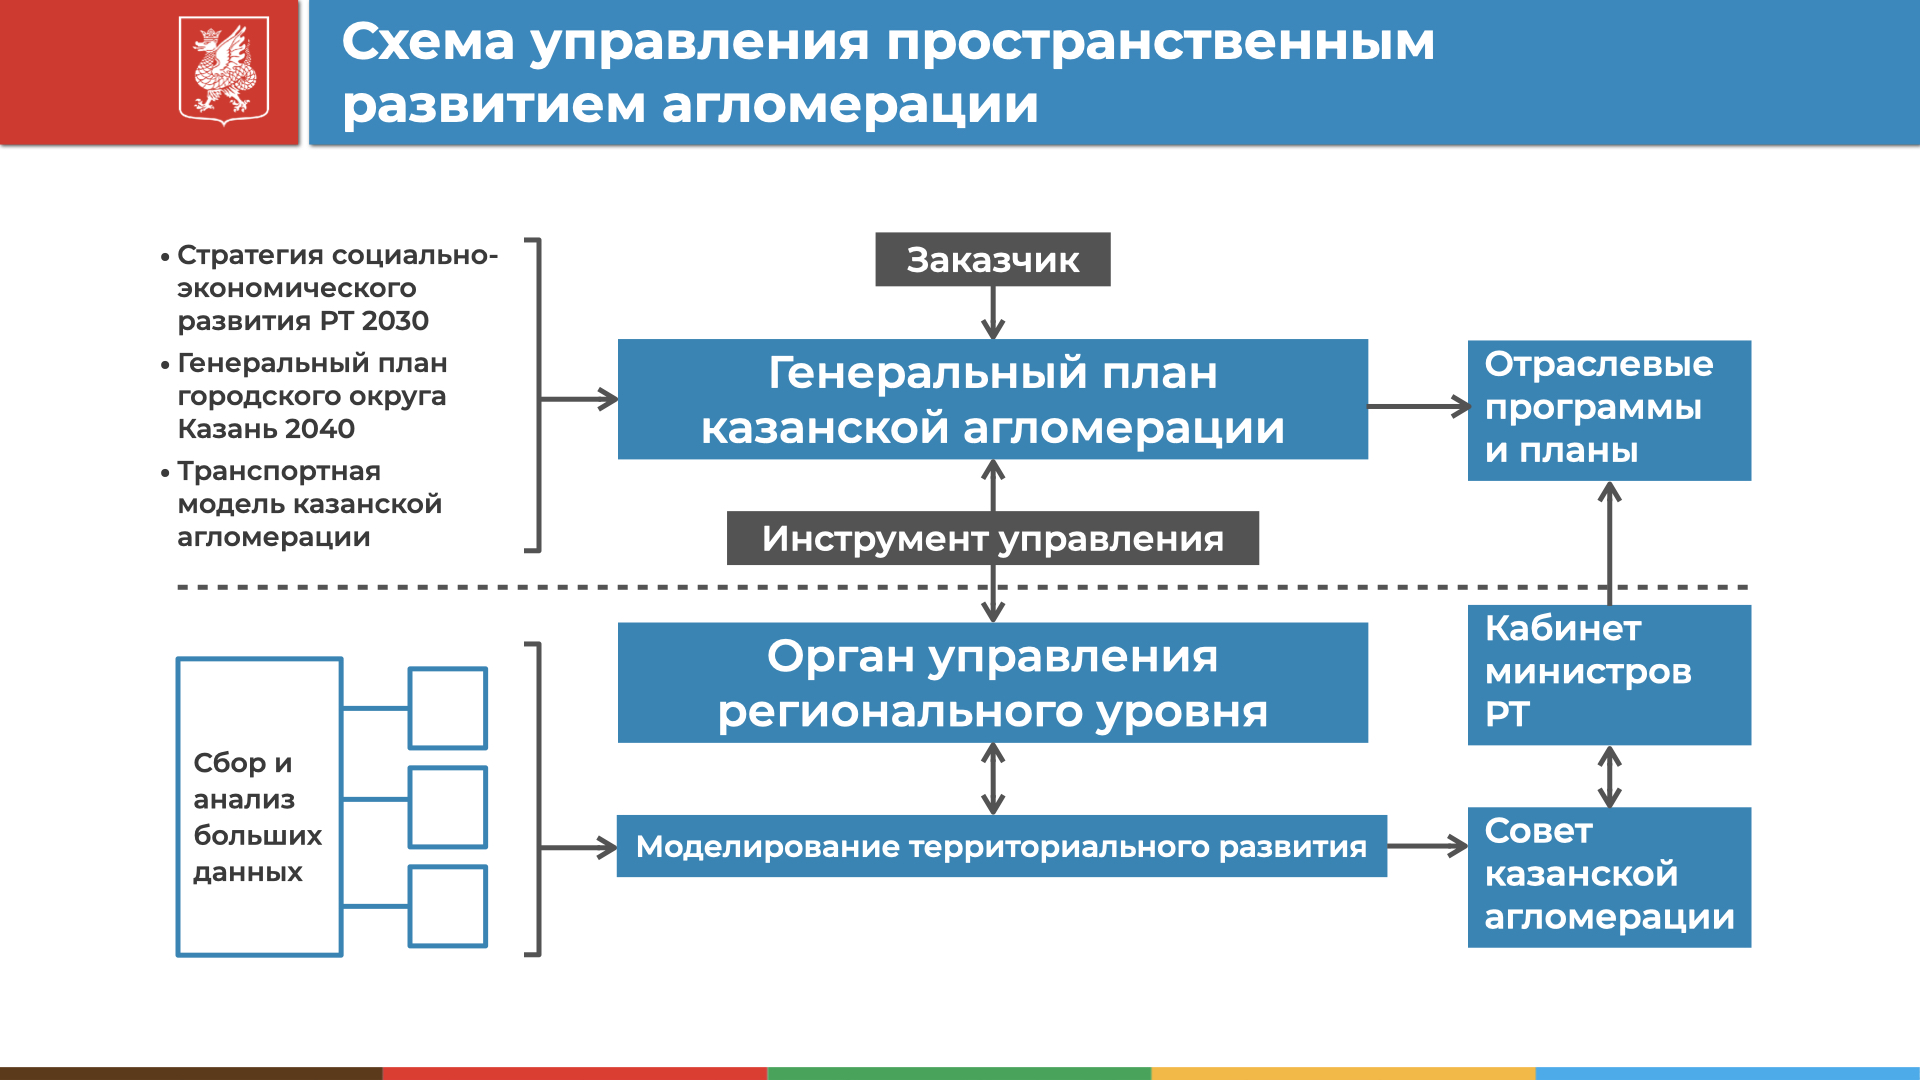 Схема управления пространственным
развитием агломерации
• Стратегия социально-
экономического
развития РТ 2030
• Генеральный план
городского округа
Казань 2040
• Транспортная
модель казанской
агломерации
Заказчик
Генеральный план
казанской агломерации
Отраслевые
программы
и планы
Инструмент управления
Орган управления
регионального уровня
Кабинет
министров
РТ
Сбор и
анализ
больших
данных
Моделирование территориального развития
Совет
казанской
агломерации